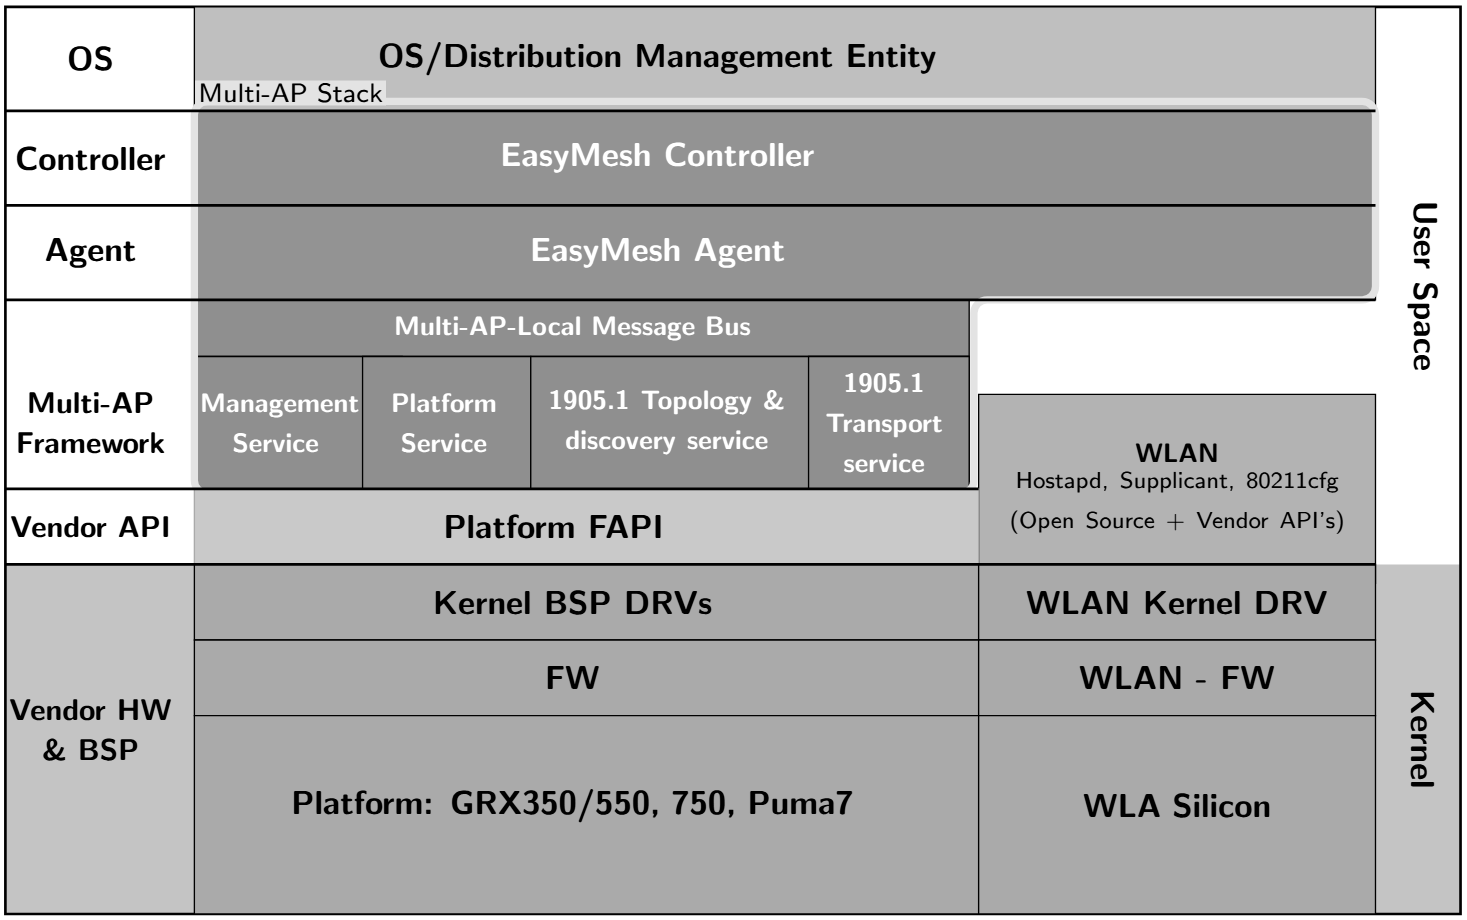 OS
OS/Distribution Management Entity
Multi-AP Stack
Controller
EasyMesh Controller
Agent
EasyMesh Agent
User Space
Multi-AP-Local Message Bus
Multi-AP
Framework
Management
Service
Platform
Service
1905.1 Topology &
discovery service
1905.1
Transport
service
WLAN
Hostapd, Supplicant, 80211cfg
(Open Source + Vendor API's)
Vendor API
Platform FAPI
Vendor HW
& BSP
Kernel BSP DRVs
WLAN Kernel DRV
FW
WLAN - FW
Platform: GRX350/550, 750, Puma7
WLA Silicon
Kernel